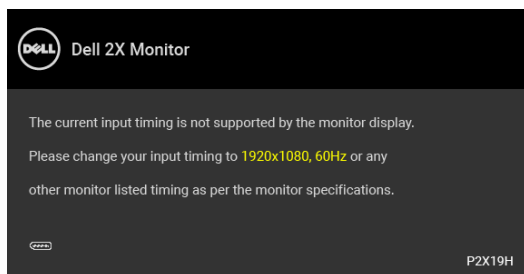 DELL Dell 2X Monitor
The current input timing is not supported by the monitor display.
Please change your input timing to 1920x1080, 60Hz or any
other monitor listed timing as per the monitor specifications.
P2X19H